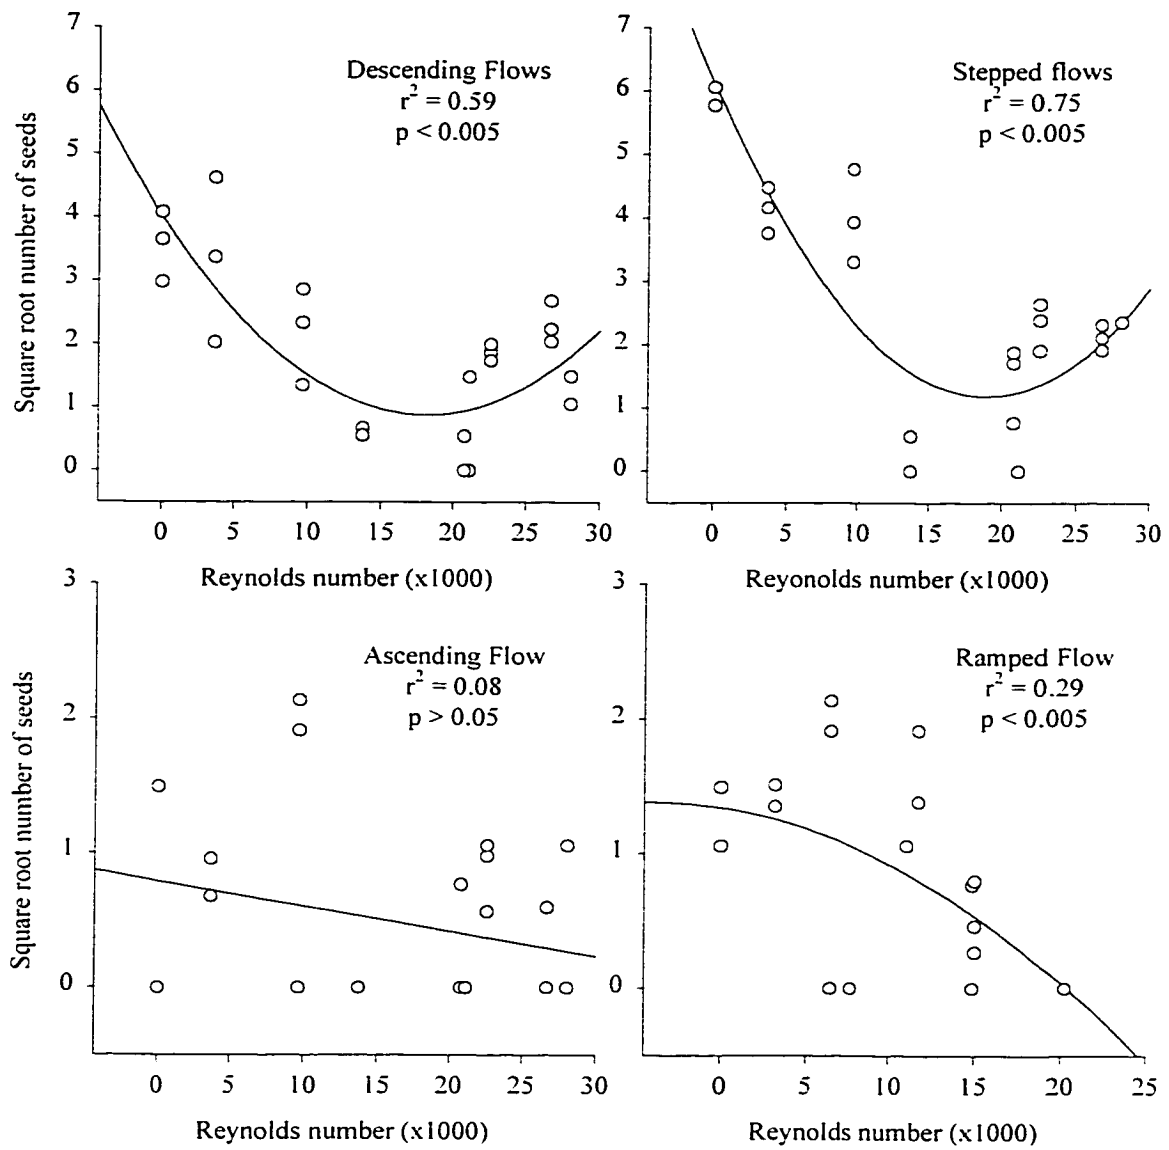 7
6
5
4
3
2
1
0
Square root number of seeds
Descending Flows
r² = 0.59
p < 0.005
0 5 10 15 20 25 30
Reynolds number (x1000)
7
6
5
4
3
2
1
0
Stepped flows
r² = 0.75
p < 0.005
0 5 10 15 20 25 30
Reyonolds number (x1000)
3
2
1
0
Square root number of seeds
Ascending Flow
r² = 0.08
p > 0.05
0 5 10 15 20 25 30
Reynolds number (x1000)
3
2
1
0
Ramped Flow
r² = 0.29
p < 0.005
0 5 10 15 20 25
Reynolds number (x1000)